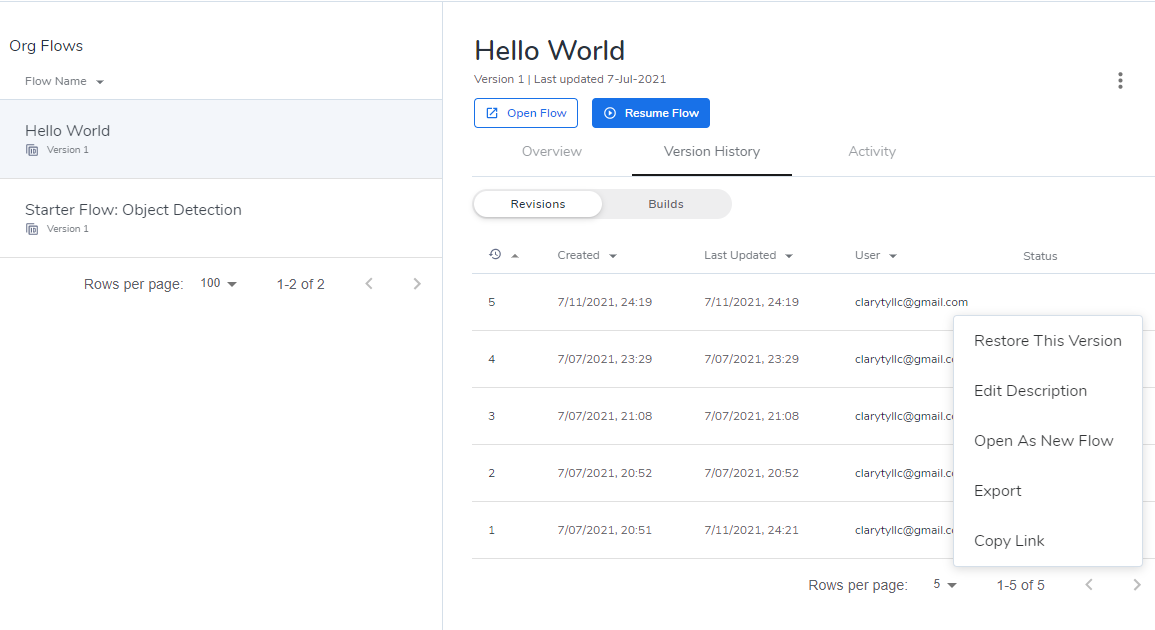 Org Flows
Flow Name
Hello World
Version 1
Starter Flow: Object Detection
Version 1
Rows per page: 100 1-2 of 2
Hello World
Version 1 | Last updated 7-Jul-2021
Open Flow Resume Flow
Overview Version History Activity
Revisions Builds
Created Last Updated User Status
5 7/11/2021, 24:19 7/11/2021, 24:19 clarytyllc@gmail.com
4 7/07/2021, 23:29 7/07/2021, 23:29 clarytyllc@gmail.c
3 7/07/2021, 21:08 7/07/2021, 21:08 clarytyllc@gmail.c
2 7/07/2021, 20:52 7/07/2021, 20:52 clarytyllc@gmail.c
1 7/07/2021, 20:51 7/11/2021, 24:21 clarytyllc@gmail.c
Restore This Version
Edit Description
Open As New Flow
Export
Copy Link
Rows per page: 5 1-5 of 5